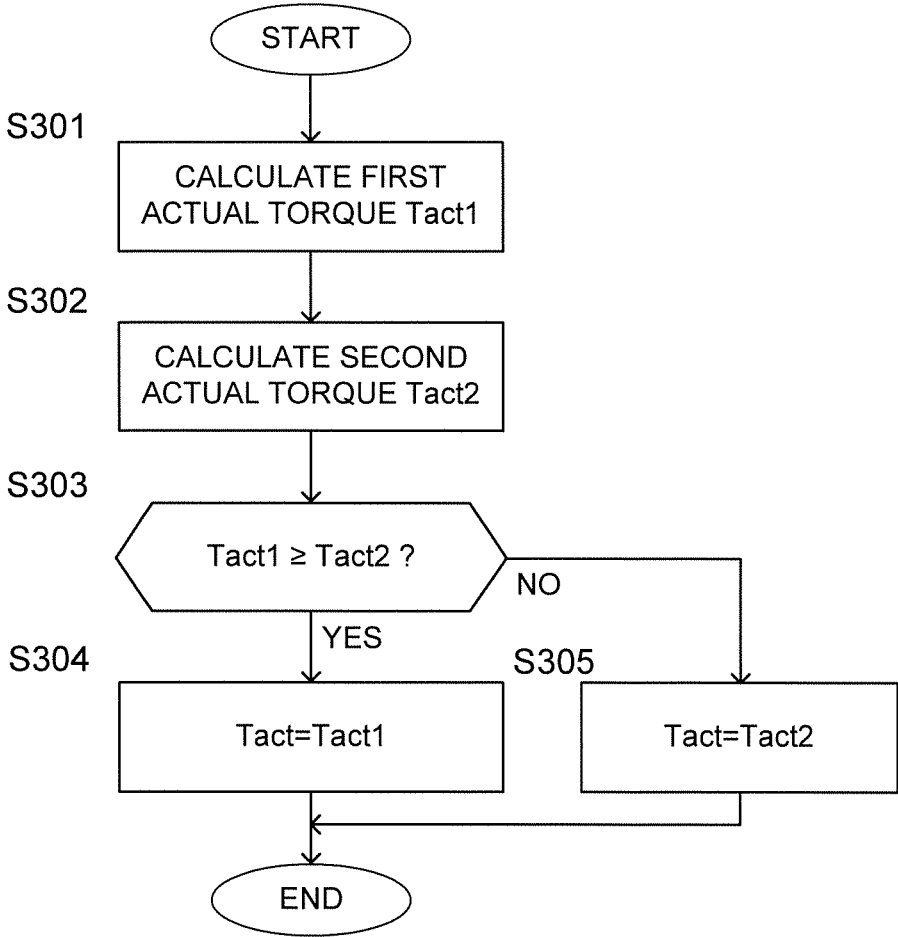 START
S301
CALCULATE FIRST
ACTUAL TORQUE Tact1
S302
CALCULATE SECOND
ACTUAL TORQUE Tact2
S303
Tact1 ≥ Tact2 ?
NO
YES
S304
Tact=Tact1
S305
Tact=Tact2
END